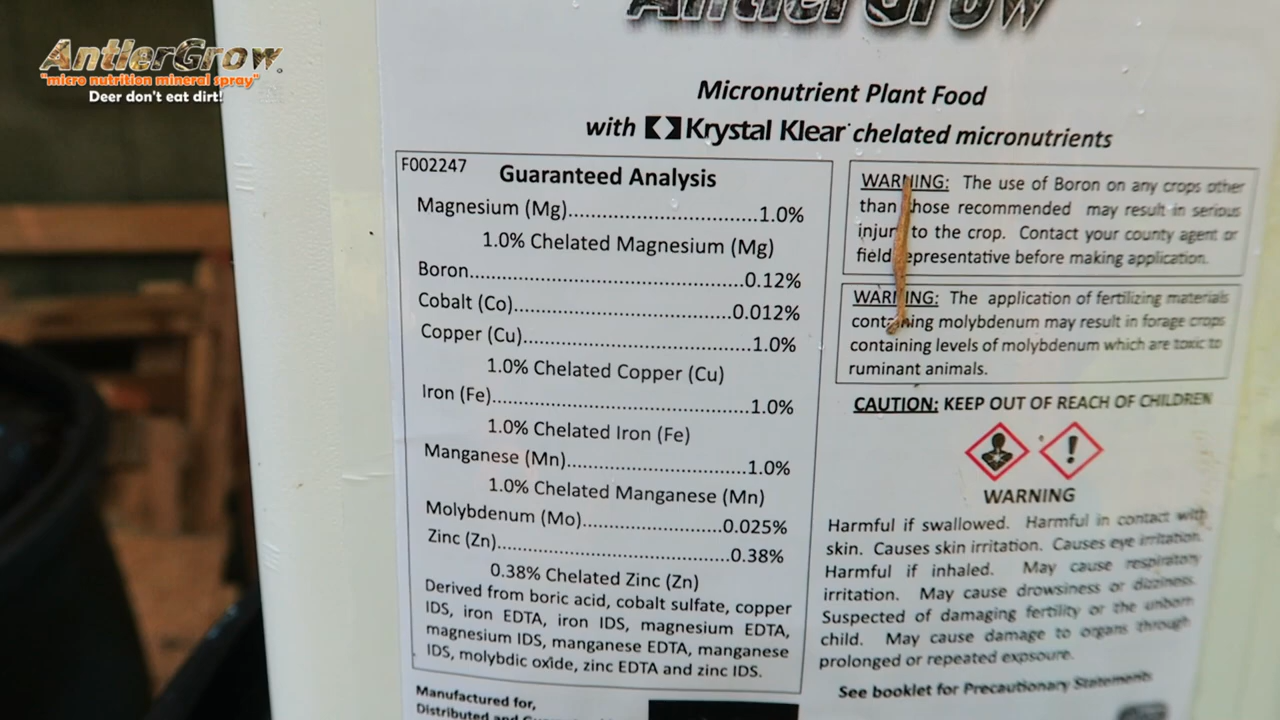 AntlerGrow
"micro nutrition mineral spray"
Deer don't eat dirt!
AntlerGrow
Micronutrient Plant Food
with Krystal Klear chelated micronutrients
F002247
Guaranteed Analysis
Magnesium (Mg)..............................1.0%
1.0% Chelated Magnesium (Mg)
Boron...........................................0.12%
Cobalt (Co)..................................0.012%
Copper (Cu)....................................1.0%
1.0% Chelated Copper (Cu)
Iron (Fe).........................................1.0%
1.0% Chelated Iron (Fe)
Manganese (Mn)............................1.0%
1.0% Chelated Manganese (Mn)
Molybdenum (Mo)......................0.025%
Zinc (Zn)......................................0.38%
0.38% Chelated Zinc (Zn)
Derived from boric acid, cobalt sulfate, copper
IDS, iron EDTA, iron IDS, magnesium EDTA,
magnesium IDS, manganese EDTA, manganese
IDS, molybdic oxide, zinc EDTA and zinc IDS.
Manufactured for,
Distributed and
WARNING: The use of Boron on any crops other
than those recommended may result in serious
injury to the crop. Contact your county agent or
field representative before making application.
WARNING: The application of fertilizing materials
containing molybdenum may result in forage crops
containing levels of molybdenum which are toxic to
ruminant animals.
CAUTION: KEEP OUT OF REACH OF CHILDREN
WARNING
Harmful if swallowed. Harmful in contact with
skin. Causes skin irritation. Causes eye irritation.
Harmful if inhaled. May cause respiratory
irritation. May cause drowsiness or dizziness.
Suspected of damaging fertility or the unborn
child. May cause damage to organs through
prolonged or repeated expsoure.
See booklet for Precautionary Statements